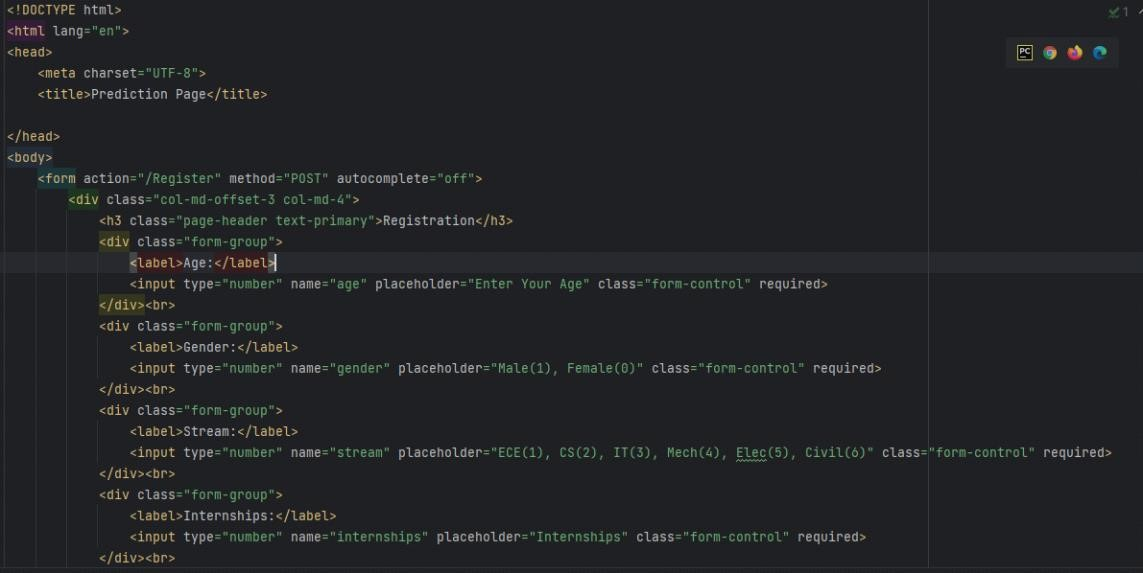 <!DOCTYPE html>
<html lang="en">
<head>
    <meta charset="UTF-8">
    <title>Prediction Page</title>

</head>
<body>
    <form action="/Register" method="POST" autocomplete="off">
        <div class="col-md-offset-3 col-md-4">
            <h3 class="page-header text-primary">Registration</h3>
            <div class="form-group">
                <label>Age:</label>
                <input type="number" name="age" placeholder="Enter Your Age" class="form-control" required>
            </div><br>
            <div class="form-group">
                <label>Gender:</label>
                <input type="number" name="gender" placeholder="Male(1), Female(0)" class="form-control" required>
            </div><br>
            <div class="form-group">
                <label>Stream:</label>
                <input type="number" name="stream" placeholder="ECE(1), CS(2), IT(3), Mech(4), Elec(5), Civil(6)" class="form-control" required>
            </div><br>
            <div class="form-group">
                <label>Internships:</label>
                <input type="number" name="internships" placeholder="Internships" class="form-control" required>
            </div><br>
1
PC